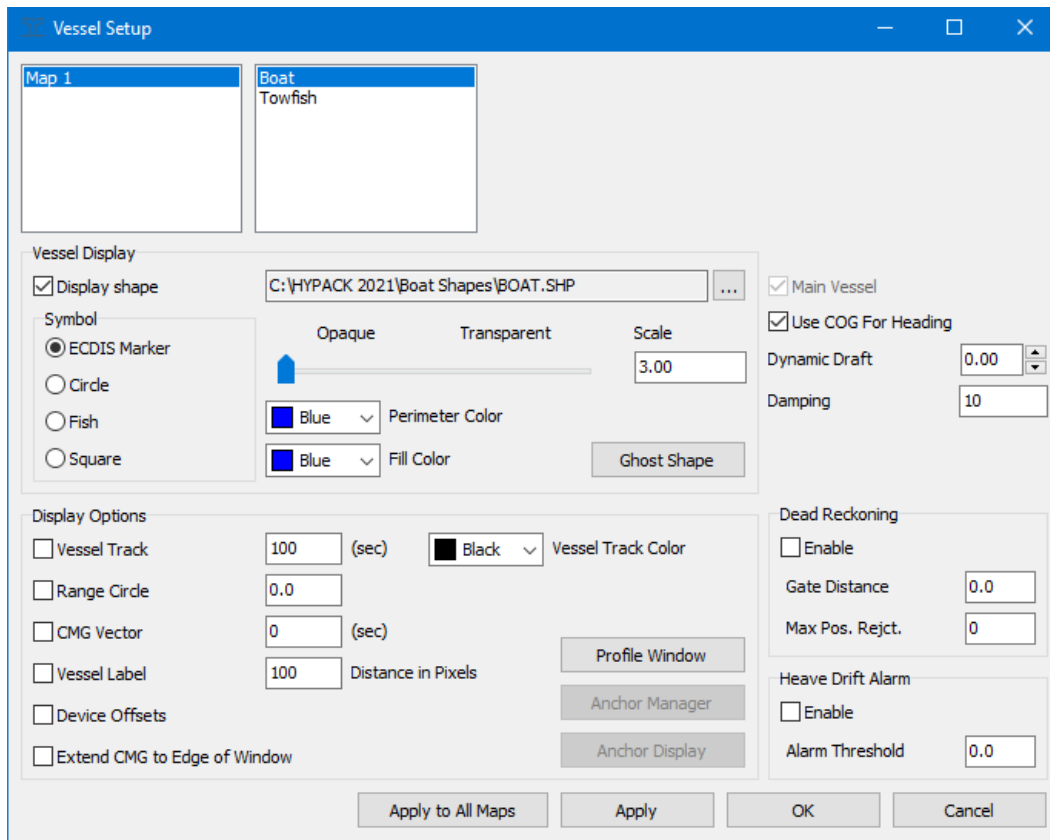 Vessel Setup
Map 1
Boat
Towfish
Vessel Display
Display shape
C:\HYPACK 2021\Boat Shapes\BOAT.SHP
...
Main Vessel
Symbol
Opaque Transparent Scale
Use COG For Heading
ECDIS Marker
3.00
Dynamic Draft 0.00
Circle
Damping 10
Fish
Blue Perimeter Color
Square
Blue Fill Color
Ghost Shape
Display Options
Vessel Track 100 (sec) Black Vessel Track Color
Range Circle 0.0
CMG Vector 0 (sec)
Vessel Label 100 Distance in Pixels
Device Offsets
Extend CMG to Edge of Window
Profile Window
Anchor Manager
Anchor Display
Dead Reckoning
Enable
Gate Distance 0.0
Max Pos. Rejct. 0
Heave Drift Alarm
Enable
Alarm Threshold 0.0
Apply to All Maps Apply OK Cancel